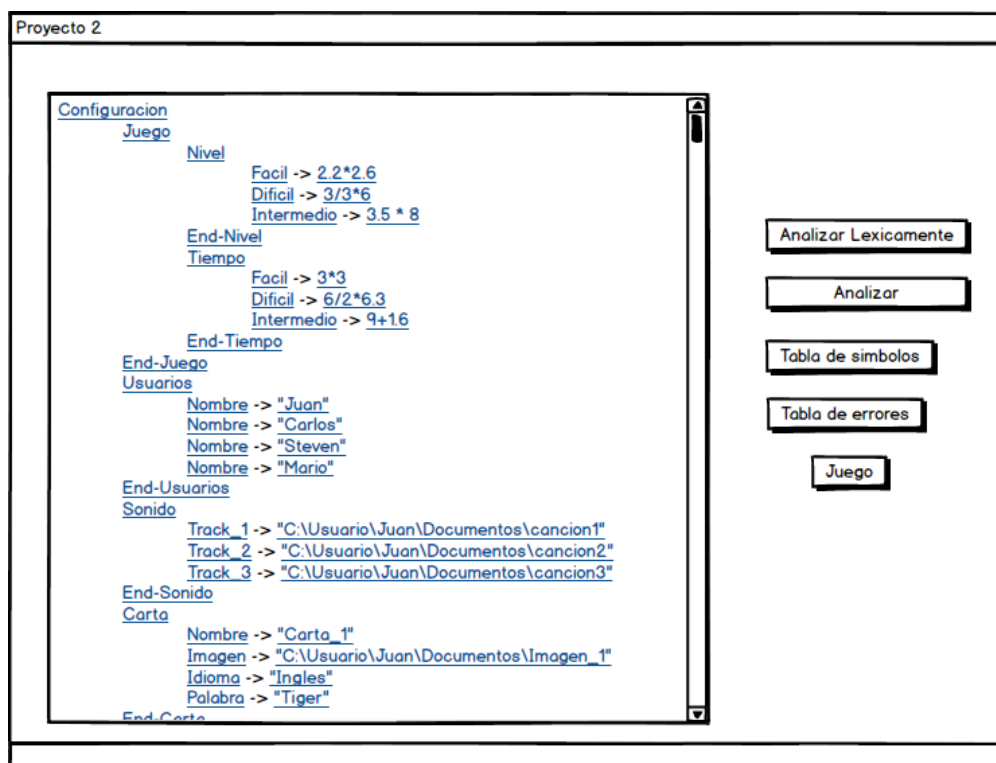 Proyecto 2
Configuracion
Juego
Nivel
Facil -> 2.2*2.6
Dificil -> 3/3*6
Intermedio -> 3.5 * 8
End-Nivel
Tiempo
Facil -> 3*3
Dificil -> 6/2*6.3
Intermedio -> 9+1.6
End-Tiempo
End-Juego
Usuarios
Nombre -> "Juan"
Nombre -> "Carlos"
Nombre -> "Steven"
Nombre -> "Mario"
End-Usuarios
Sonido
Track_1 -> "C:\Usuario\Juan\Documentos\cancion1"
Track_2 -> "C:\Usuario\Juan\Documentos\cancion2"
Track_3 -> "C:\Usuario\Juan\Documentos\cancion3"
End-Sonido
Carta
Nombre -> "Carta_1"
Imagen -> "C:\Usuario\Juan\Documentos\Imagen_1"
Idioma -> "Ingles"
Palabra -> "Tiger"
End-Carta
Analizar Lexicamente
Analizar
Tabla de simbolos
Tabla de errores
Juego